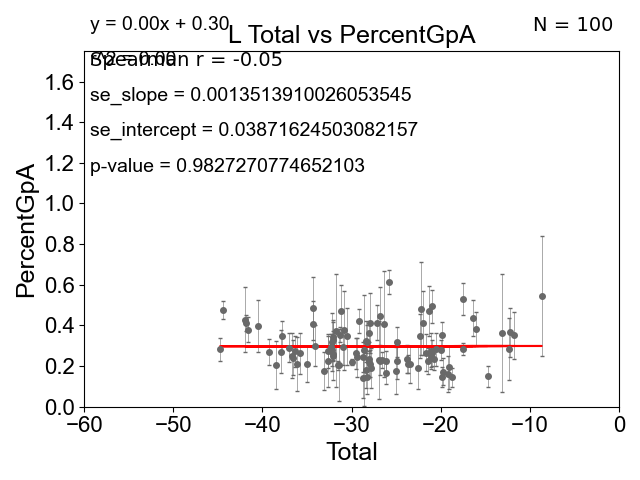 y = 0.00x + 0.30
N = 100
L Total vs PercentGpA
Spearman r = -0.05
R^2 = 0.00
se_slope = 0.0013513910026053545
se_intercept = 0.03871624503082157
p-value = 0.9827270774652103
1.6
1.4
1.2
1.0
0.8
0.6
0.4
0.2
0.0
PercentGpA
−60
−50
−40
−30
−20
−10
0
Total